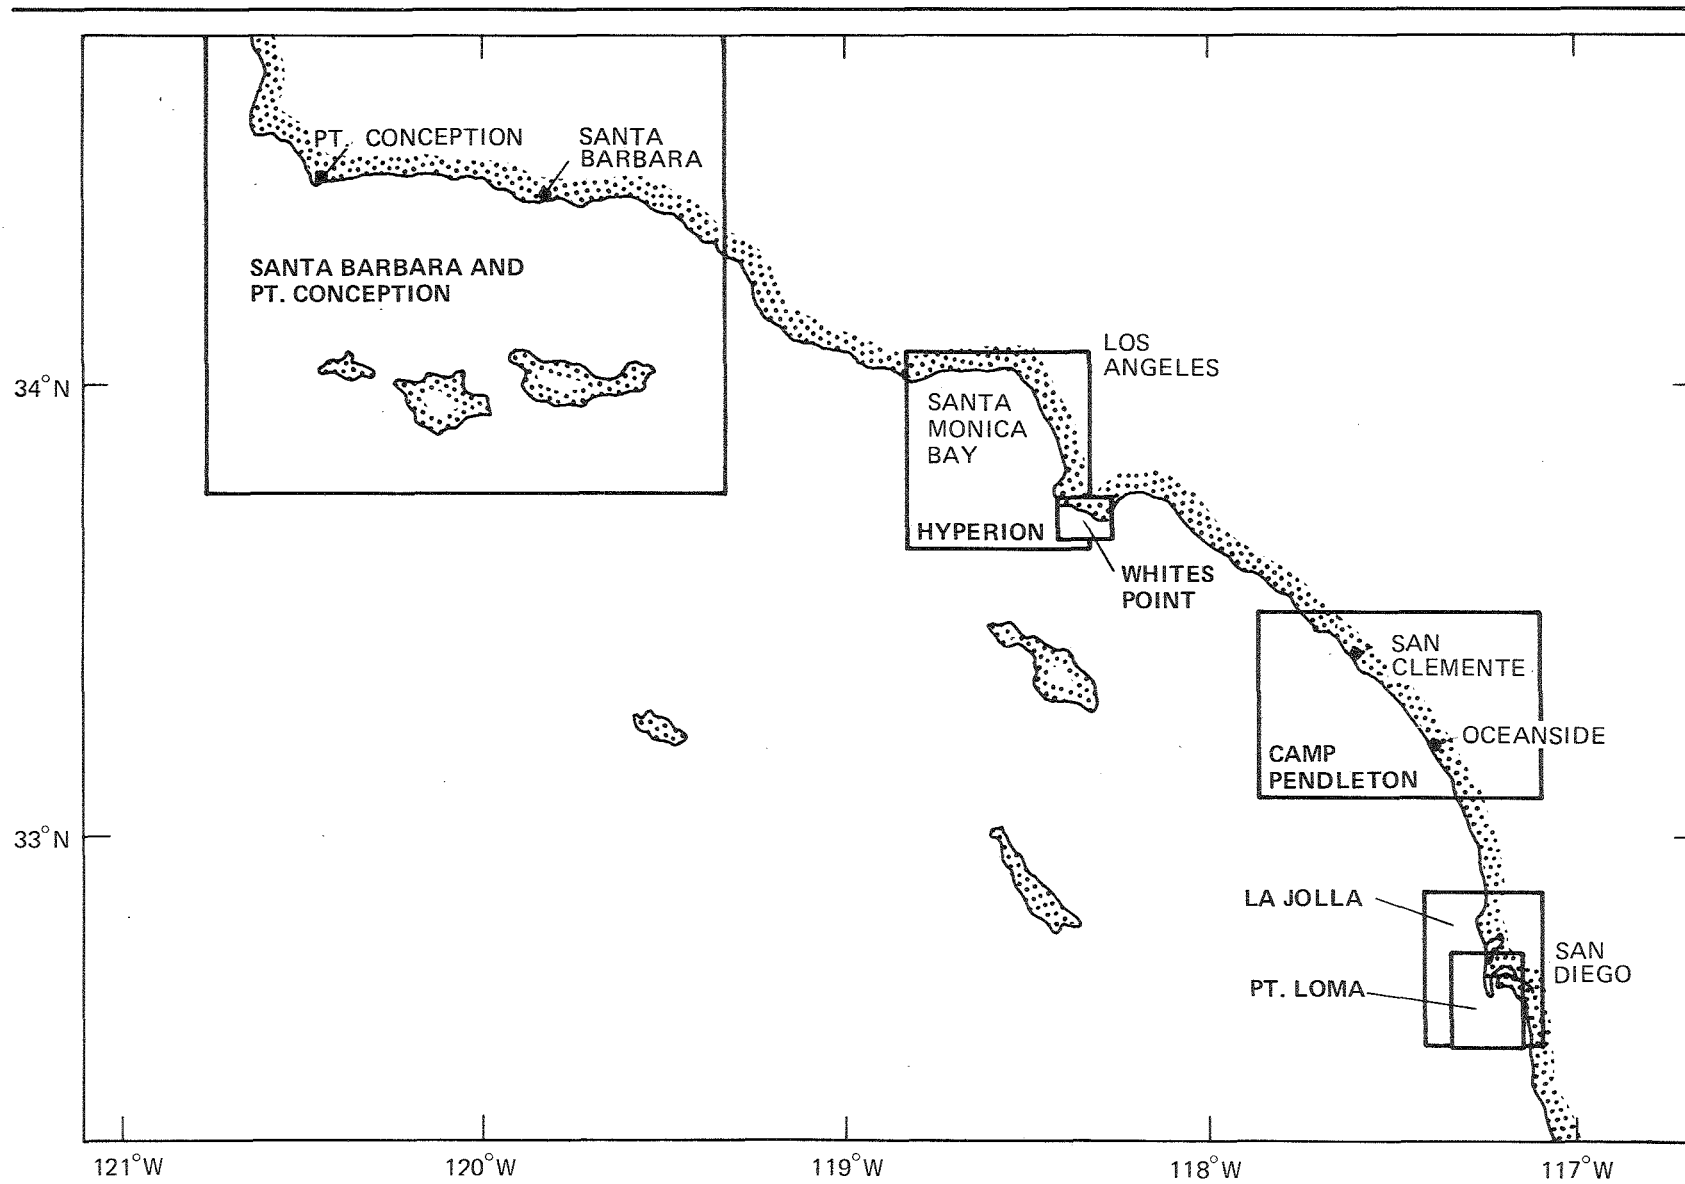 PT. CONCEPTION
SANTA
BARBARA
SANTA BARBARA AND
PT. CONCEPTION
LOS
ANGELES
34°N
SANTA
MONICA
BAY
HYPERION
WHITES
POINT
SAN
CLEMENTE
OCEANSIDE
CAMP
PENDLETON
33°N
LA JOLLA
SAN
DIEGO
PT. LOMA
121°W
120°W
119°W
118°W
117°W